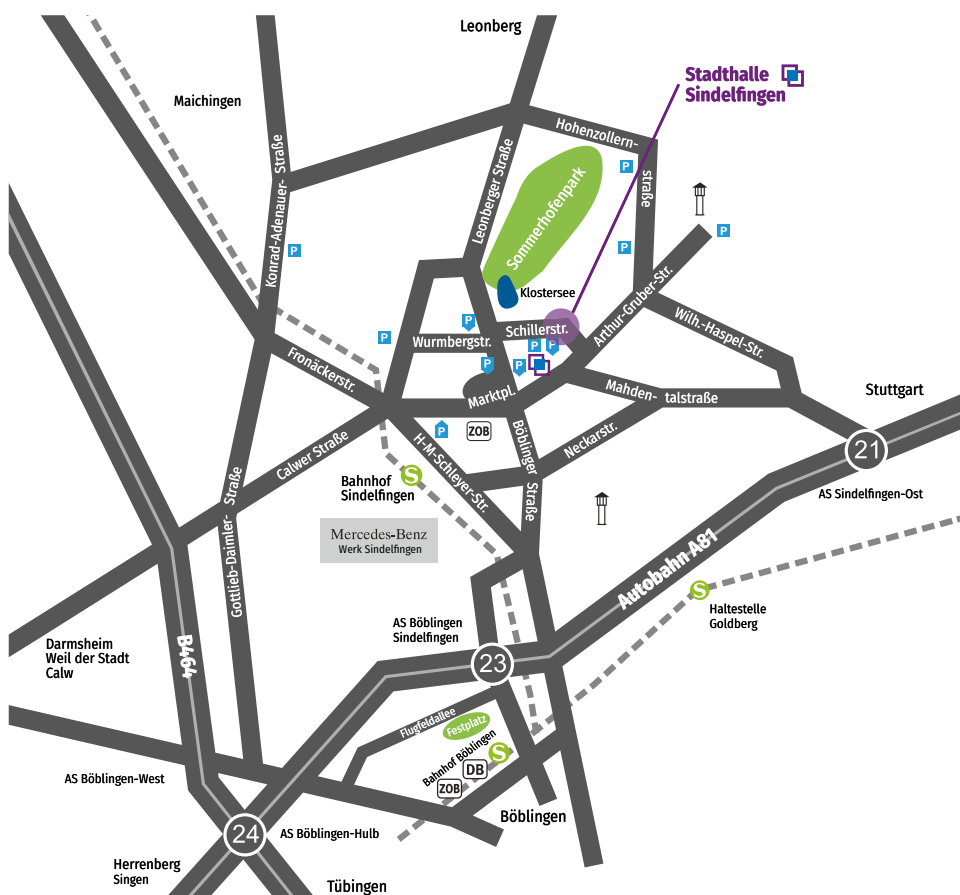 Leonberg
Stadthalle
Sindelfingen
Maichingen
Hohenzollern-
straße
P
Konrad-Adenauer- Straße
Leonberger Straße
Sommerhofenpark
P
P
P
Klostersee
Arthur-Gruber-Str.
Wilh.-Haspel-Str.
P
Schillerstr.
P
Wurmbergstr.
P
P
Fronäckerstr.
P
P
Mahden- talstraße
Stuttgart
Marktpl.
P
ZOB
Böblinger Straße
Neckarstr.
H-M-Schleyer-Str.
Calwer Straße
21
Bahnhof
Sindelfingen
S
AS Sindelfingen-Ost
Gottlieb-Daimler- Straße
Mercedes-Benz
Werk Sindelfingen
Autobahn A81
S
Haltestelle
Goldberg
AS Böblingen
Sindelfingen
Darmsheim
Weil der Stadt
Calw
B464
23
Flugfeldallee
Festplatz
Bahnhof Böblingen
S
DB
ZOB
AS Böblingen-West
Böblingen
24
AS Böblingen-Hulb
Herrenberg
Singen
Tübingen